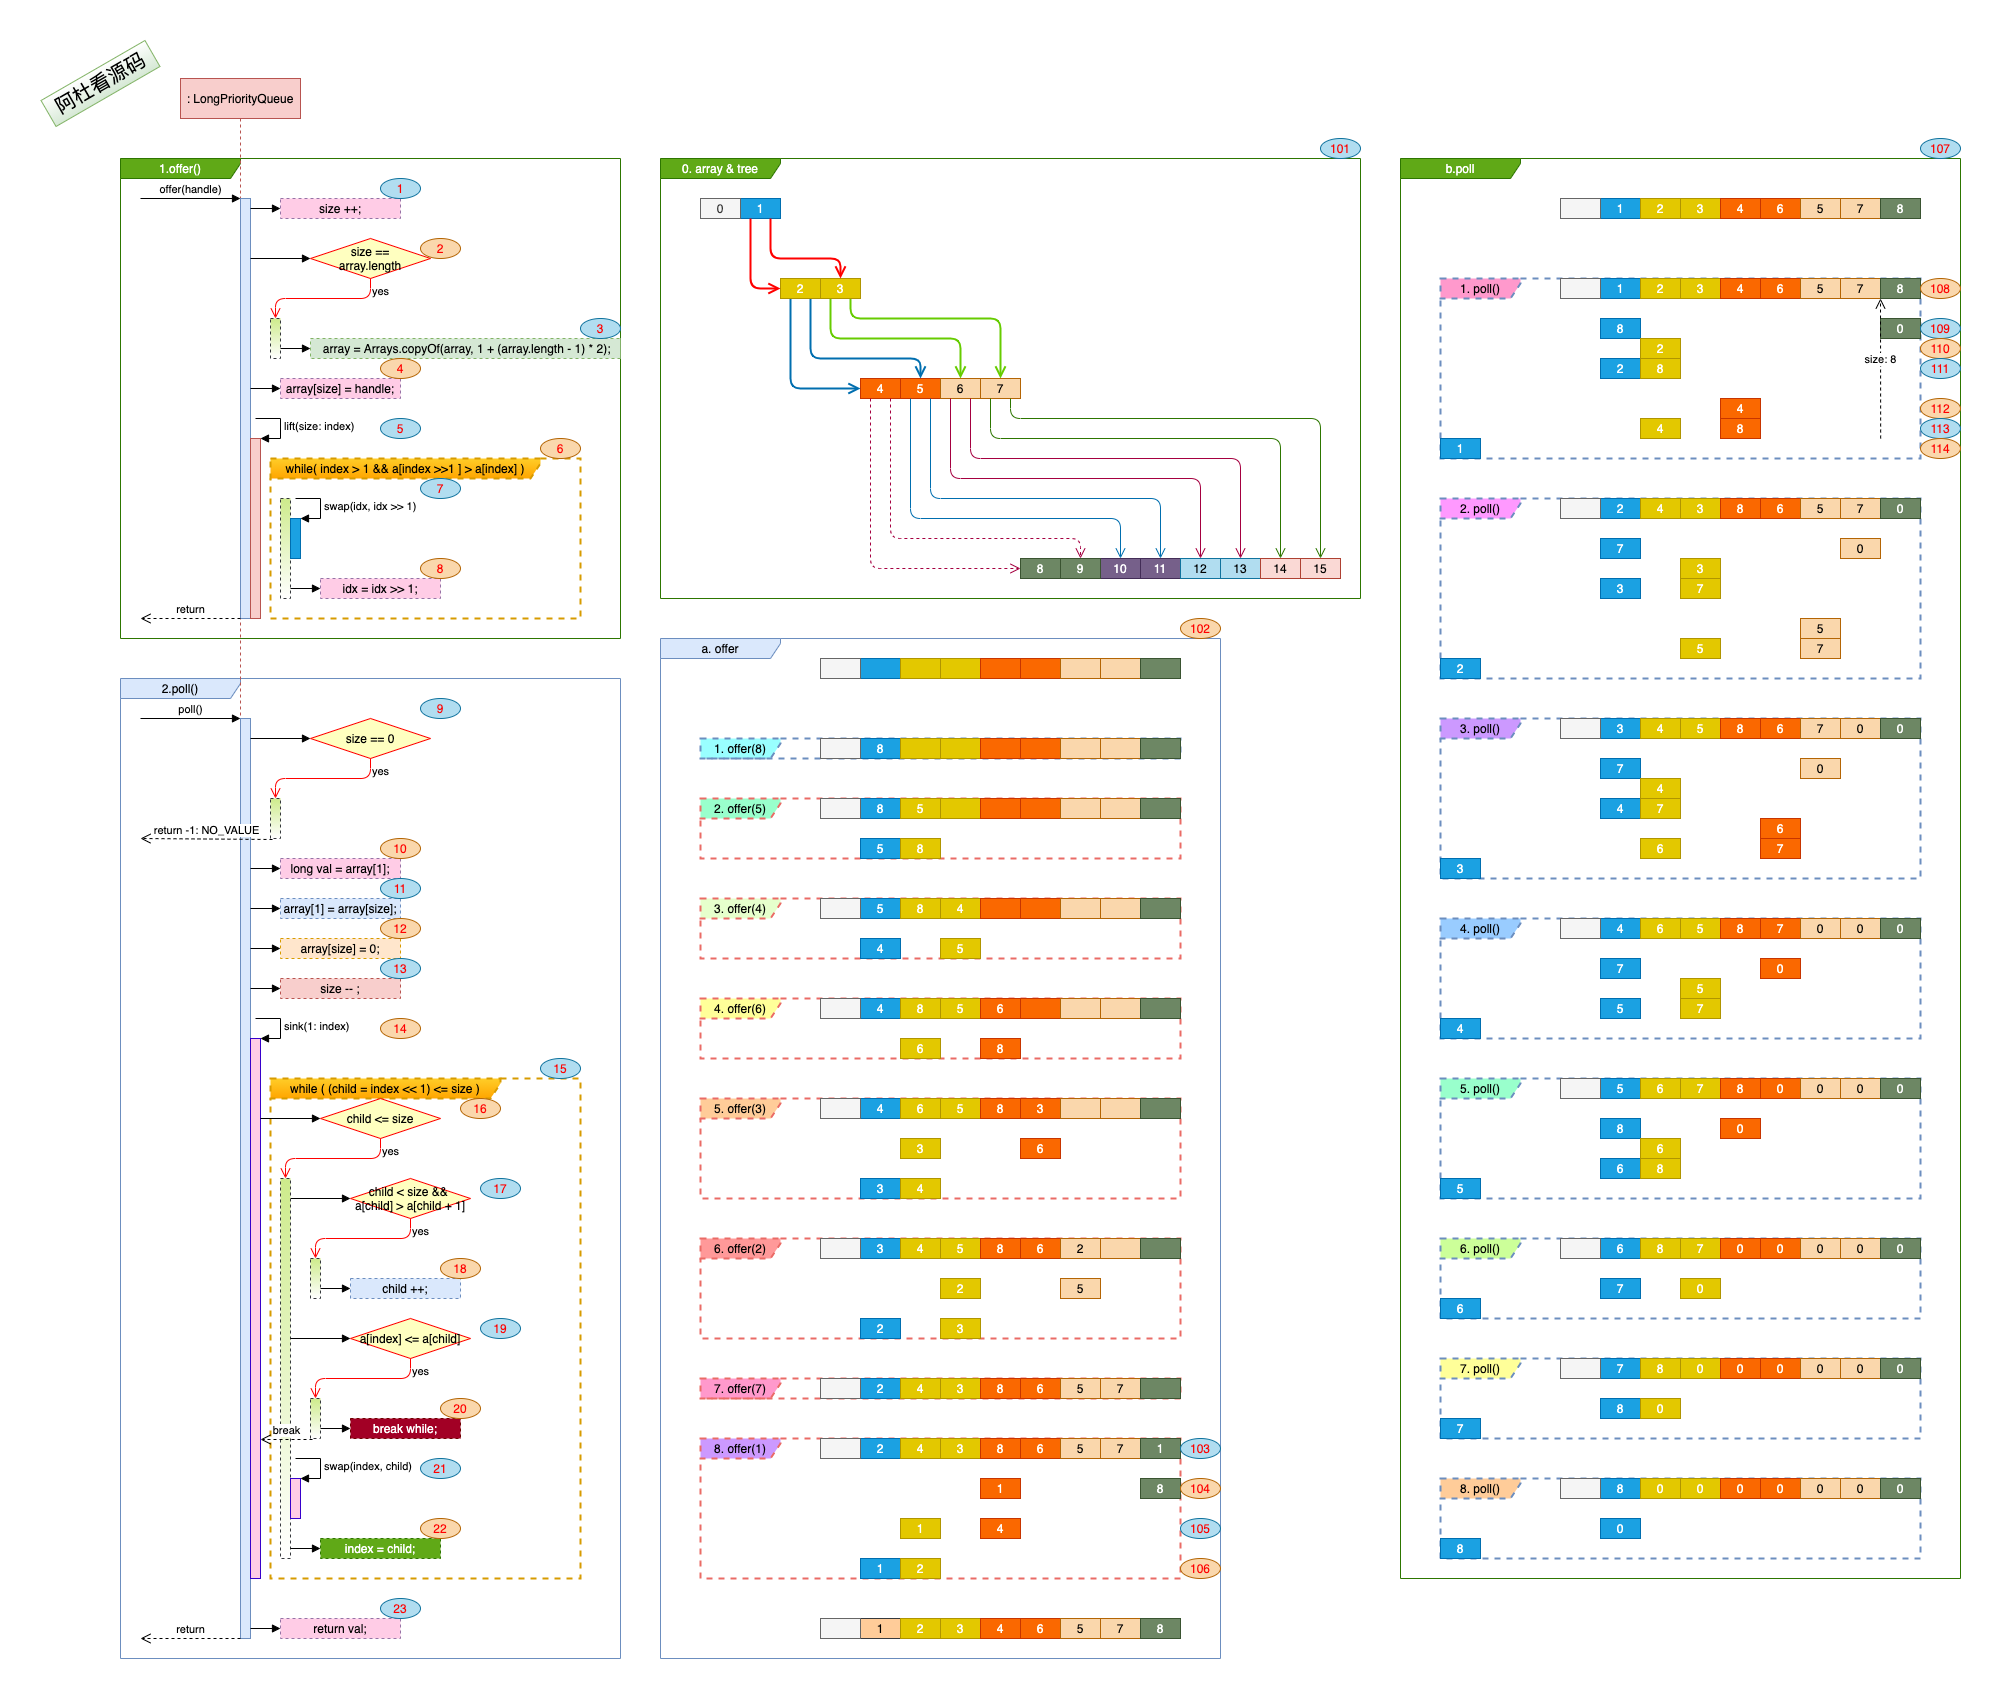 阿杜看源码
: LongPriorityQueue
1.offer()
offer(handle)
1
size ++;
2
size ==
array.length
yes
3
array = Arrays.copyOf(array, 1 + (array.length - 1) * 2);
4
array[size] = handle;
lift(size: index)
5
6
while( index > 1 && a[index >>1 ] > a[index] )
7
swap(idx, idx >> 1)
8
idx = idx >> 1;
return
2.poll()
poll()
9
size == 0
yes
return -1: NO_VALUE
10
long val = array[1];
11
array[1] = array[size];
12
array[size] = 0;
13
size -- ;
sink(1: index)
14
15
while ( (child = index << 1) <= size )
16
child <= size
yes
17
child < size &&
a[child] > a[child + 1]
yes
18
child ++;
19
a[index] <= a[child]
yes
20
break while;
break
swap(index, child)
21
22
index = child;
23
return val;
return
101
0. array & tree
0 1
2 3
4 5 6 7
8 9 10 11 12 13 14 15
102
a. offer
1. offer(8) 8
2. offer(5) 8 5
5 8
3. offer(4) 5 8 4
4 5
4. offer(6) 4 8 5 6
6 8
5. offer(3) 4 6 5 8 3
3 6
3 4
6. offer(2) 3 4 5 8 6 2
2 5
2 3
7. offer(7) 2 4 3 8 6 5 7
8. offer(1) 2 4 3 8 6 5 7 1 103
1 8 104
1 4 105
1 2 106
1 2 3 4 6 5 7 8
107
b.poll
1 2 3 4 6 5 7 8
1. poll() 1 2 3 4 6 5 7 8 108
8 0 109
2 110
size: 8
2 8 111
4 112
4 8 113
1 114
2. poll() 2 4 3 8 6 5 7 0
7 0
3
3 7
5
5 7
2
3. poll() 3 4 5 8 6 7 0 0
7 0
4
4 7
6
6 7
3
4. poll() 4 6 5 8 7 0 0 0
7 0
5
5 7
4
5. poll() 5 6 7 8 0 0 0 0
8 0
6
6 8
5
6. poll() 6 8 7 0 0 0 0 0
7 0
6
7. poll() 7 8 0 0 0 0 0 0
8 0
7
8. poll() 8 0 0 0 0 0 0 0
0
8